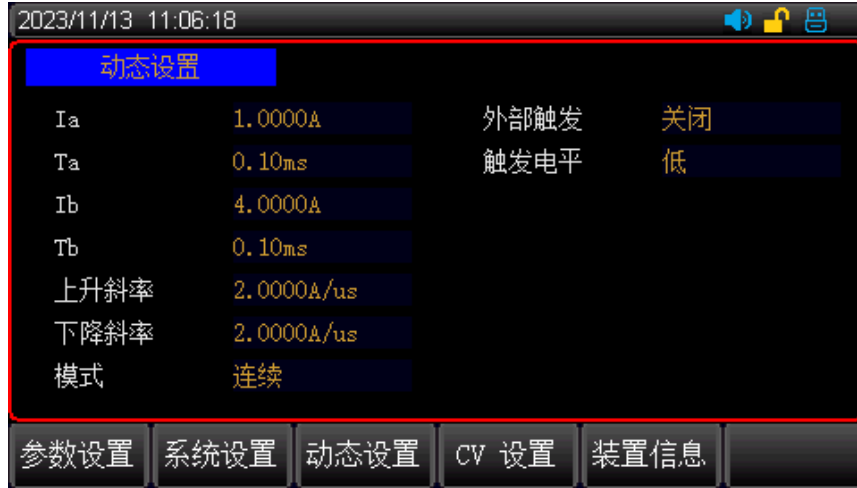 2023/11/13 11:06:18
动态设置
Ia 1.0000A 外部触发 关闭
Ta 0.10ms 触发电平 低
Ib 4.0000A
Tb 0.10ms
上升斜率 2.0000A/us
下降斜率 2.0000A/us
模式 连续
参数设置 系统设置 动态设置 CV 设置 装置信息